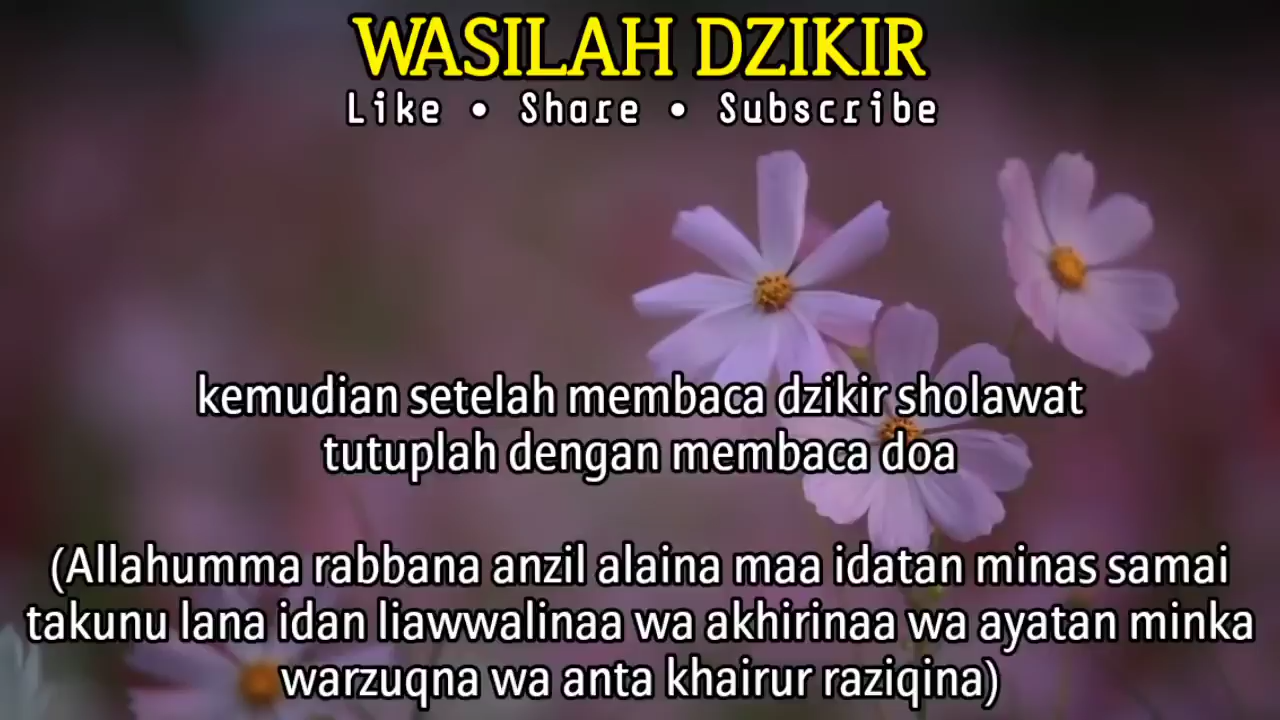 WASILAH DZIKIR
Like • Share • Subscribe
kemudian setelah membaca dzikir sholawat
tutuplah dengan membaca doa
(Allahumma rabbana anzil alaina maa idatan minas samai
takunu lana idan liawwalinaa wa akhirinaa wa ayatan minka
warzuqna wa anta khairur raziqina)